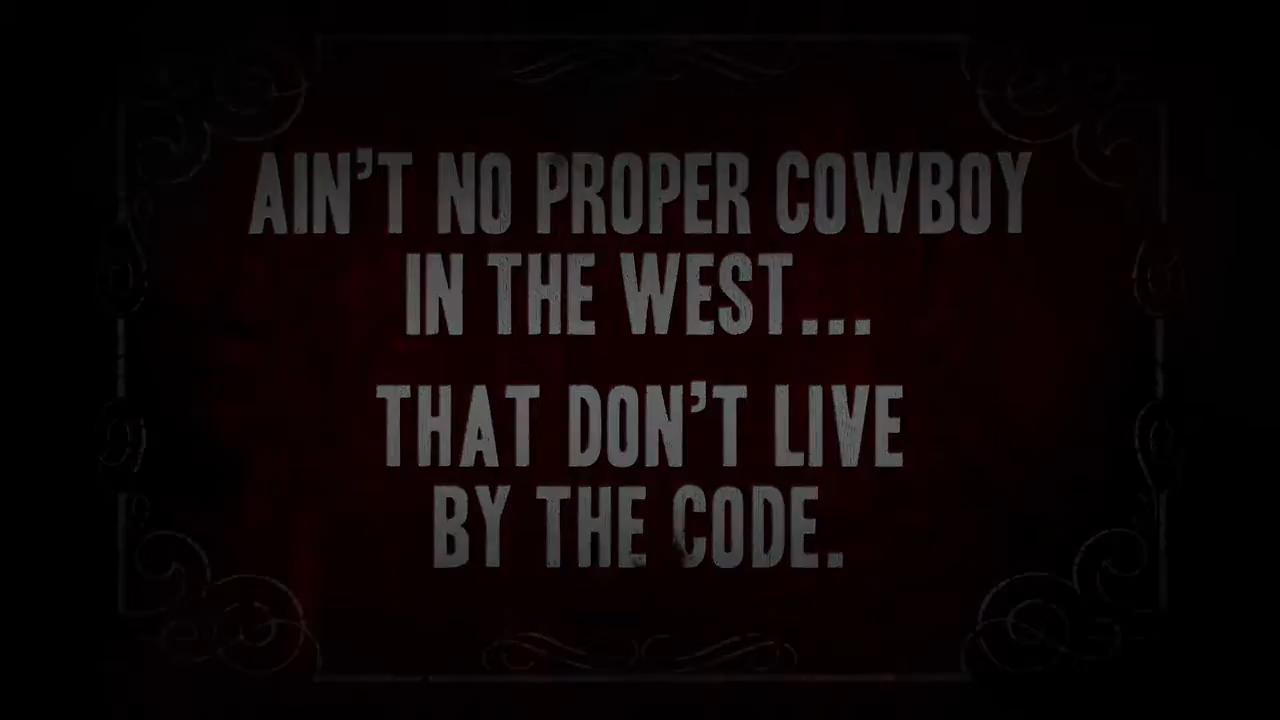 AIN'T NO PROPER COWBOY
IN THE WEST...
THAT DON'T LIVE
BY THE CODE.